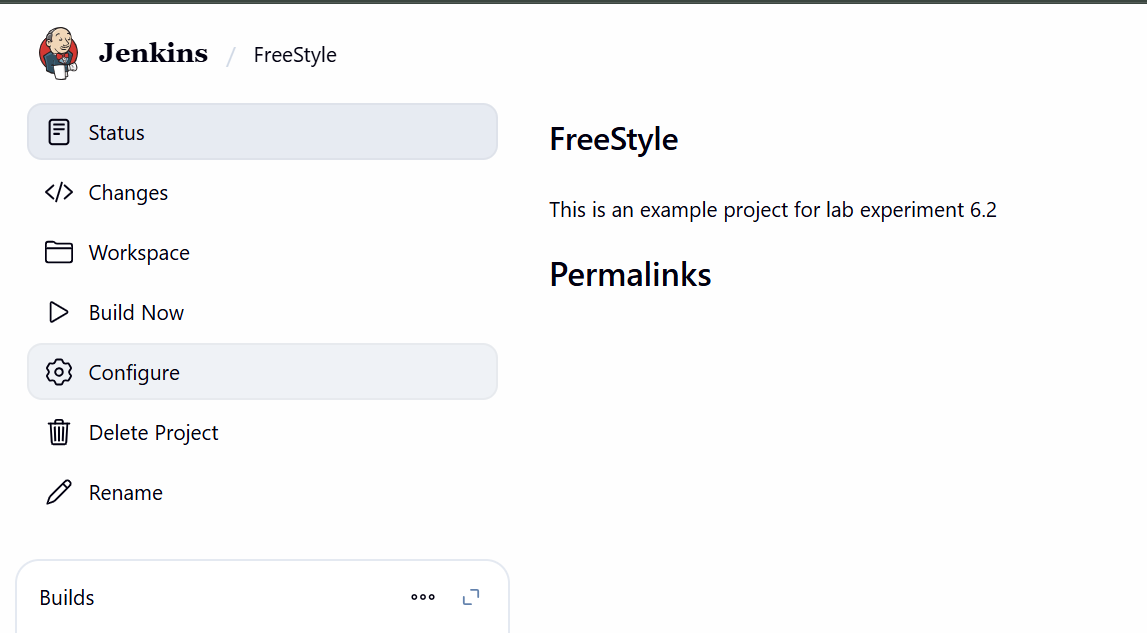 Jenkins / FreeStyle
Status
Changes
Workspace
Build Now
Configure
Delete Project
Rename
Builds
FreeStyle
This is an example project for lab experiment 6.2
Permalinks